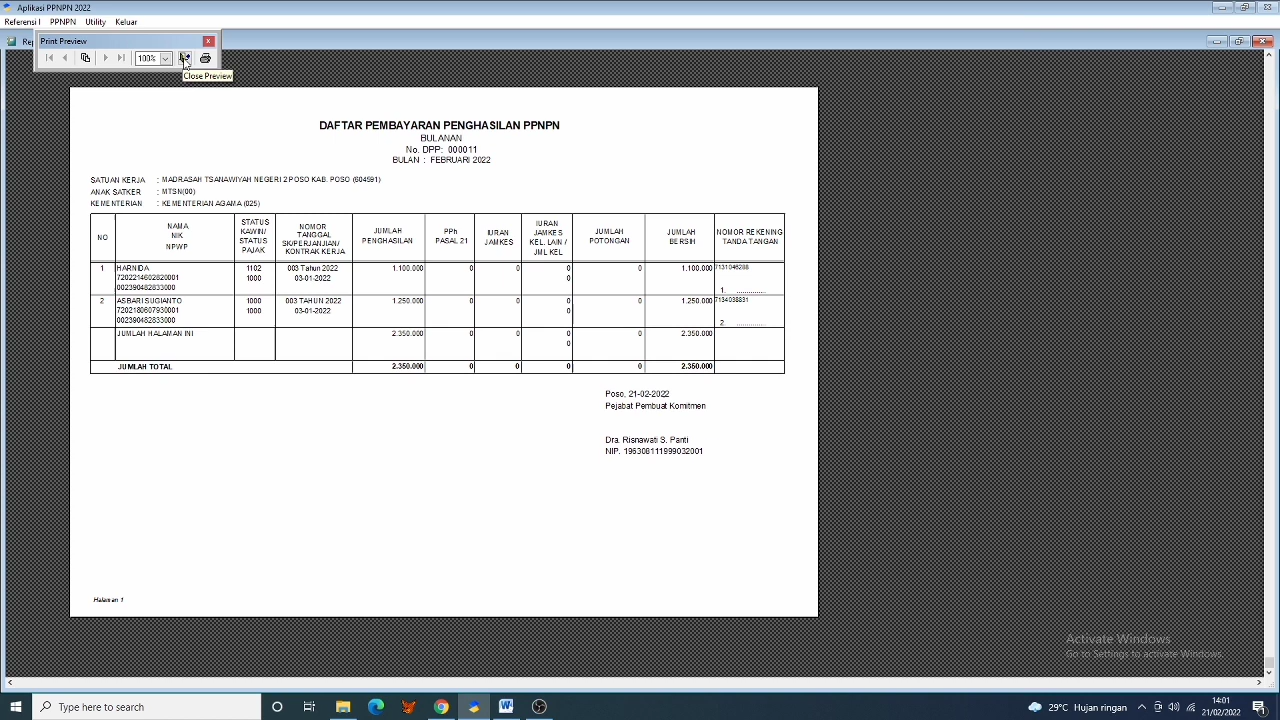 Aplikasi PPNPN 2022
Referensi PPNPN Utility Keluar
Print Preview
100%
Close Preview
DAFTAR PEMBAYARAN PENGHASILAN PPNPN
BULANAN
No. DPP: 000011
BULAN : FEBRUARI 2022
SATUAN KERJA : MADRASAH TSANAWIYAH NEGERI 2 POSO KAB. POSO (604591)
ANAK SATKER : MTSN(00)
KEMENTERIAN : KEMENTERIAN AGAMA (025)
NO
NAMA
NIK
NPWP
STATUS
KAWIN/
STATUS
PAJAK
NOMOR
TANGGAL
SK/PERJANJIAN/
KONTRAK KERJA
JUMLAH
PENGHASILAN
PPh
PASAL 21
IURAN
JAMKES
IURAN
JAMKES
KEL. LAIN /
JML KEL
JUMLAH
POTONGAN
JUMLAH
BERSIH
NOMOR REKENING
TANDA TANGAN
1 HARNIDA 1102 003 Tahun 2022 1.100.000 0 0 0 0 1.100.000 7131046288
7202214602820001 1000 03-01-2022 0
002390482833000 1. ..............
2 ASBARI SUGIANTO 1000 003 TAHUN 2022 1.250.000 0 0 0 0 1.250.000 7134038831
7202180607930001 1000 03-01-2022 0
002390482833000 2. ..............
JUMLAH HALAMAN INI 2.350.000 0 0 0 0 2.350.000
0
JUMLAH TOTAL 2.350.000 0 0 0 0 2.350.000
Poso, 21-02-2022
Pejabat Pembuat Komitmen
Dra. Risnawati S. Panti
NIP. 196308111999032001
Halaman 1
Activate Windows
Go to Settings to activate Windows.
Type here to search
29°C Hujan ringan
14:01
21/02/2022